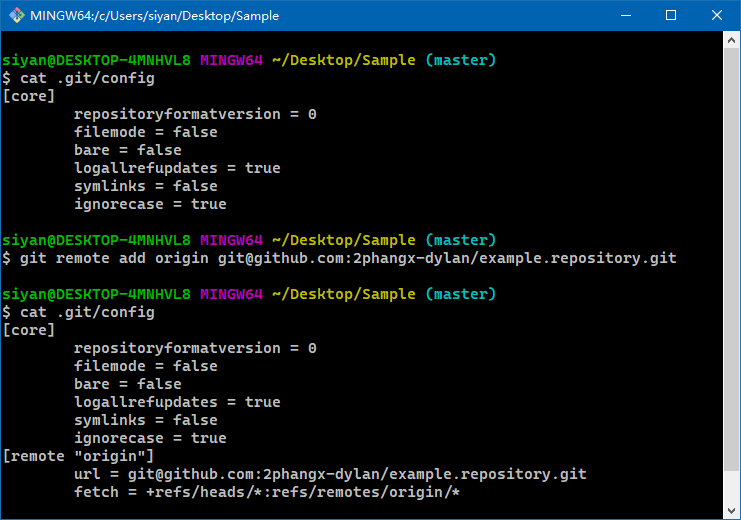 MINGW64:/c/Users/siyan/Desktop/Sample
siyan@DESKTOP-4MNHVL8 MINGW64 ~/Desktop/Sample (master)
$ cat .git/config
[core]
        repositoryformatversion = 0
        filemode = false
        bare = false
        logallrefupdates = true
        symlinks = false
        ignorecase = true
siyan@DESKTOP-4MNHVL8 MINGW64 ~/Desktop/Sample (master)
$ git remote add origin git@github.com:2phangx-dylan/example.repository.git
siyan@DESKTOP-4MNHVL8 MINGW64 ~/Desktop/Sample (master)
$ cat .git/config
[core]
        repositoryformatversion = 0
        filemode = false
        bare = false
        logallrefupdates = true
        symlinks = false
        ignorecase = true
[remote "origin"]
        url = git@github.com:2phangx-dylan/example.repository.git
        fetch = +refs/heads/*:refs/remotes/origin/*